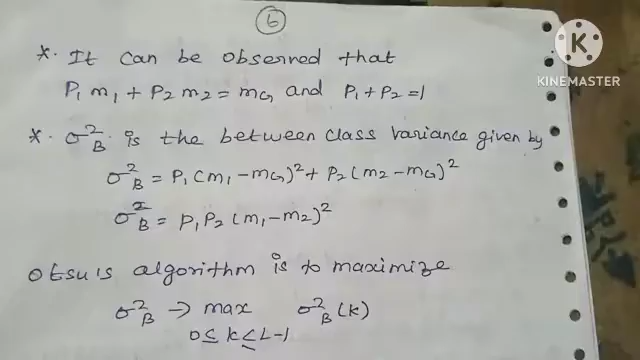 6
K
KINEMASTER
*. It can be observed that
P₁ m₁ + P₂ m₂ = mG and P₁ + P₂ = 1
*. σ²B is the between class variance given by
σ²B = P₁ (m₁ - mG)² + P₂ (m₂ - mG)²
σ²B = P₁ P₂ (m₁ - m₂)²
Otsu's algorithm is to maximize
σ²B → max σ²B (k)
0 ≤ k ≤ L-1